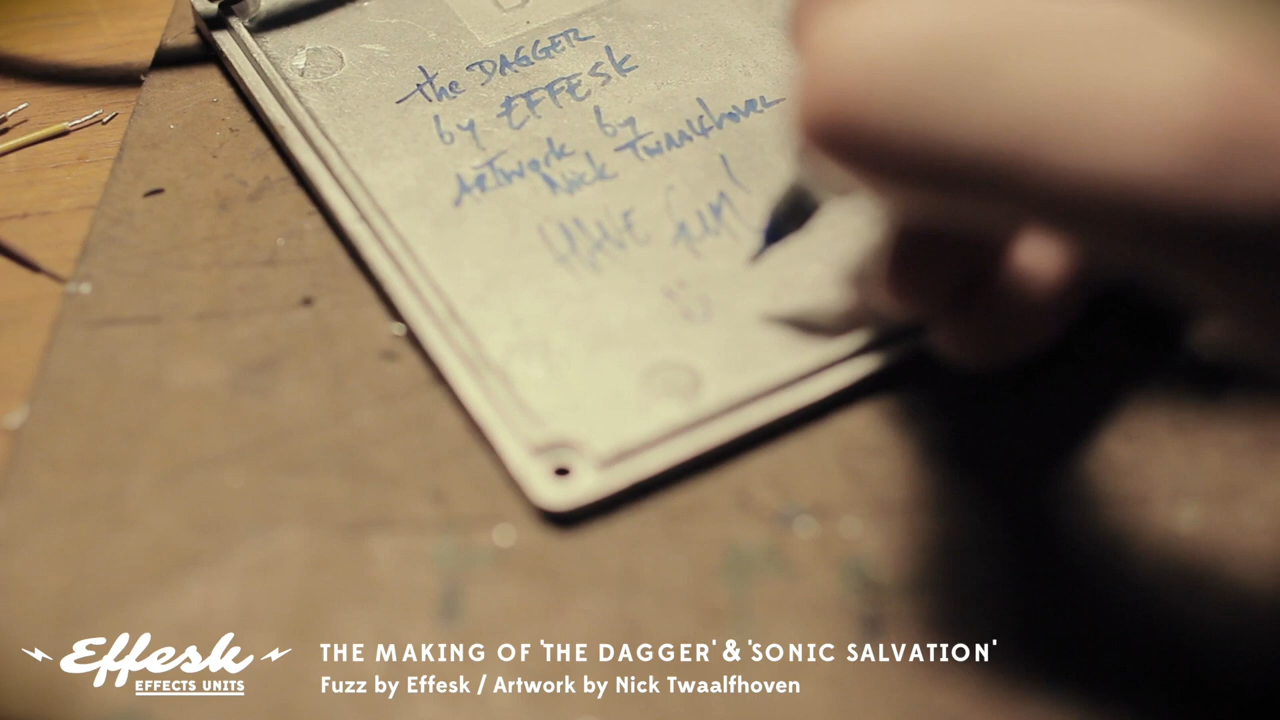 the DAGGER
by EFFESK
ARTWORK by
Nick Twaalfhoven
HAVE FUN!
Effesk
EFFECTS UNITS
THE MAKING OF 'THE DAGGER' & 'SONIC SALVATION'
Fuzz by Effesk / Artwork by Nick Twaalfhoven